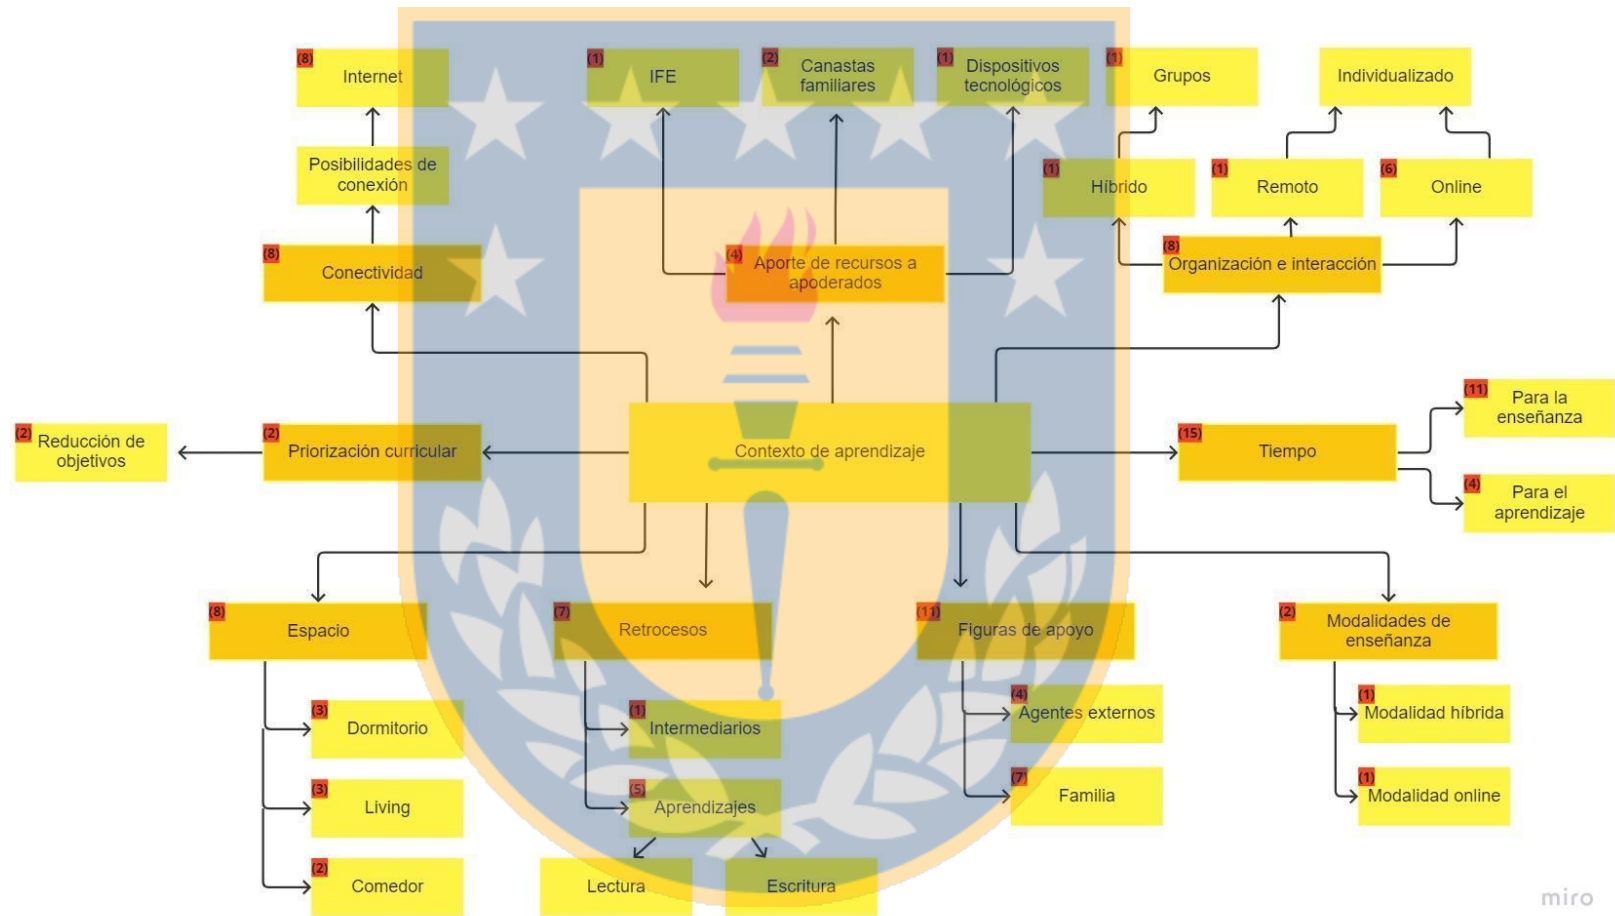 (8)
Internet
(1)
IFE
(2)
Canastas
familiares
(1)
Dispositivos
tecnológicos
(1)
Grupos
Individualizado
Posibilidades de
conexión
(1)
Híbrido
(1)
Remoto
(6)
Online
(8)
Conectividad
(4)
Aporte de recursos a
apoderados
(8)
Organización e interacción
(2)
Reducción de
objetivos
(2)
Priorización curricular
Contexto de aprendizaje
(15)
Tiempo
(11)
Para la
enseñanza
(4)
Para el
aprendizaje
(8)
Espacio
(7)
Retrocesos
(11)
Figuras de apoyo
(2)
Modalidades de
enseñanza
(3)
Dormitorio
(1)
Intermediarios
(4)
Agentes externos
(1)
Modalidad híbrida
(3)
Living
(5)
Aprendizajes
(7)
Familia
(1)
Modalidad online
(2)
Comedor
Lectura
Escritura
miro